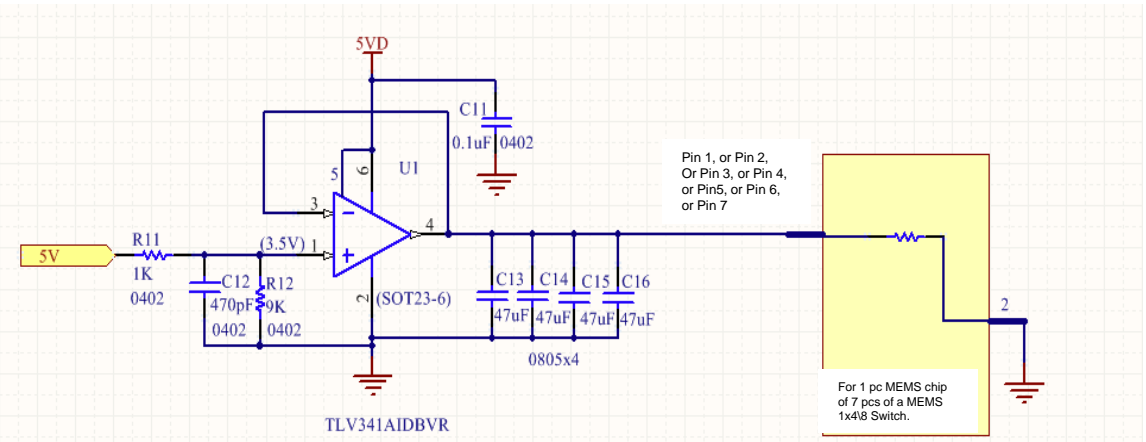 5VD
C11
0.1uF 0402
U1
5
6
3
4
1
2
(3.5V)
5V
R11
1K
0402
C12
470pF
0402
R12
9K
0402
(SOT23-6)
C13
47uF
C14
47uF
C15
47uF
C16
47uF
0805x4
TLV341AIDBVR
Pin 1, or Pin 2,
Or Pin 3, or Pin 4,
or Pin5, or Pin 6,
or Pin 7
2
For 1 pc MEMS chip
of 7 pcs of a MEMS
1x4\8 Switch.